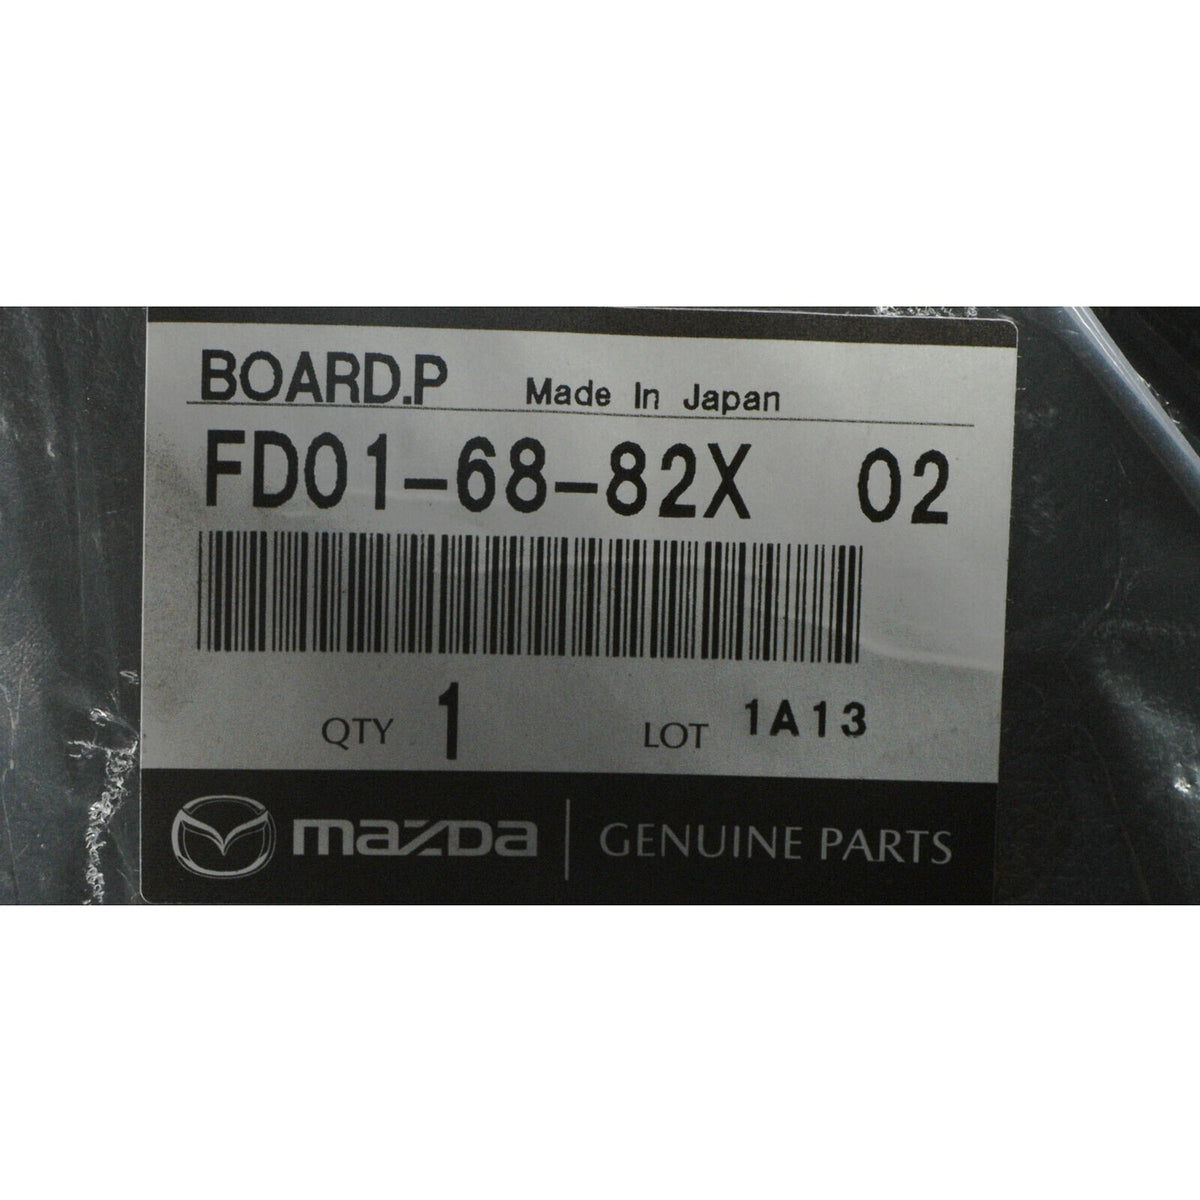 BOARD.P Made In Japan
FD01-68-82X 02
QTY 1 LOT 1A13
mazda GENUINE PARTS